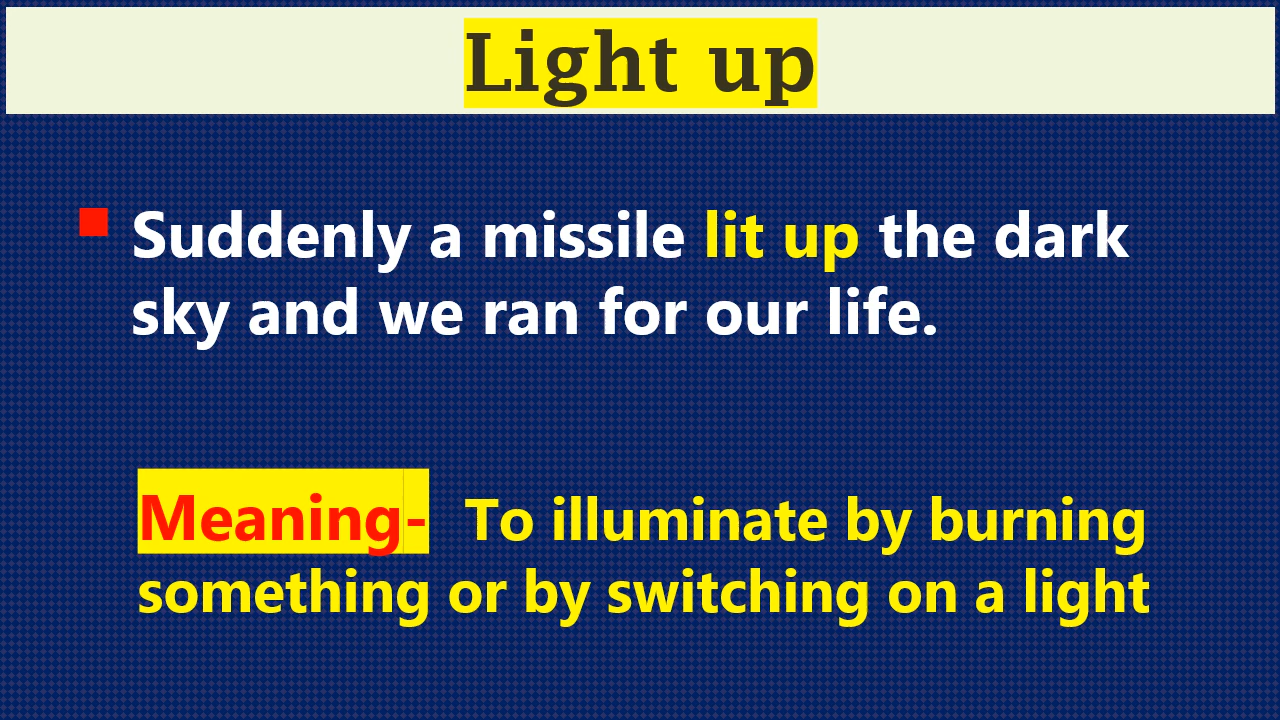 Light up
Suddenly a missile lit up the dark
sky and we ran for our life.
Meaning- To illuminate by burning
something or by switching on a light